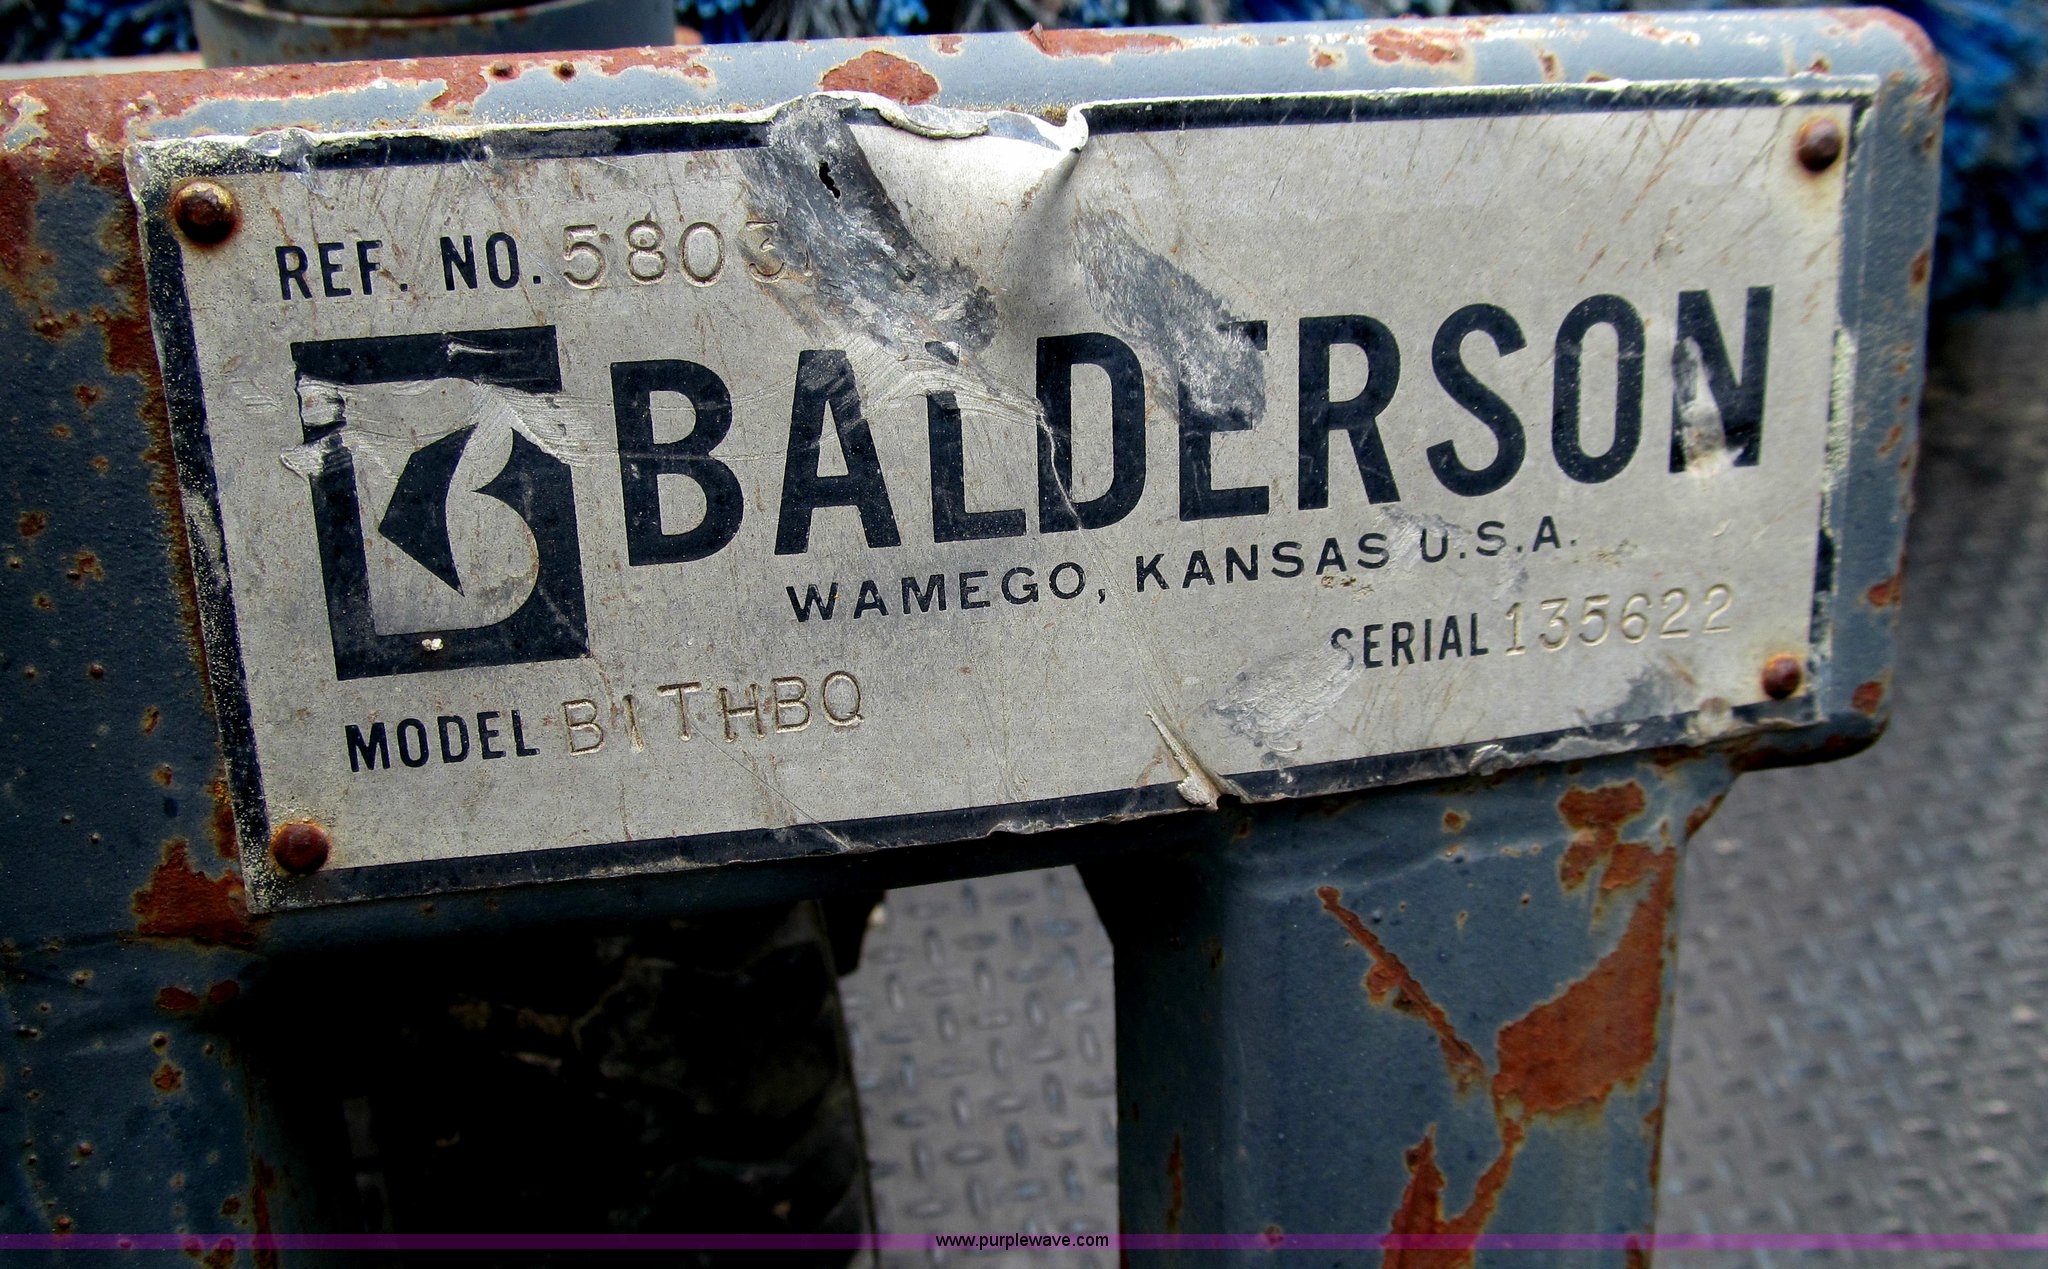 REF. NO. 5803
BALDERSON
WAMEGO, KANSAS U.S.A.
SERIAL 135622
MODEL B1THBQ
www.purplewave.com